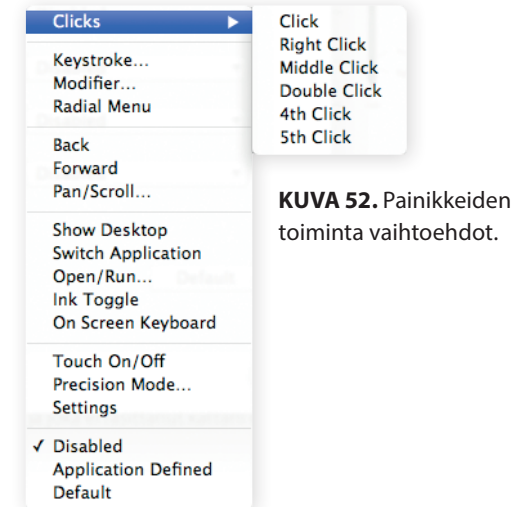 Clicks
Keystroke...
Modifier...
Radial Menu
Back
Forward
Pan/Scroll...
Show Desktop
Switch Application
Open/Run...
Ink Toggle
On Screen Keyboard
Touch On/Off
Precision Mode...
Settings
✓ Disabled
Application Defined
Default
Click
Right Click
Middle Click
Double Click
4th Click
5th Click
KUVA 52. Painikkeiden
toiminta vaihtoehdot.